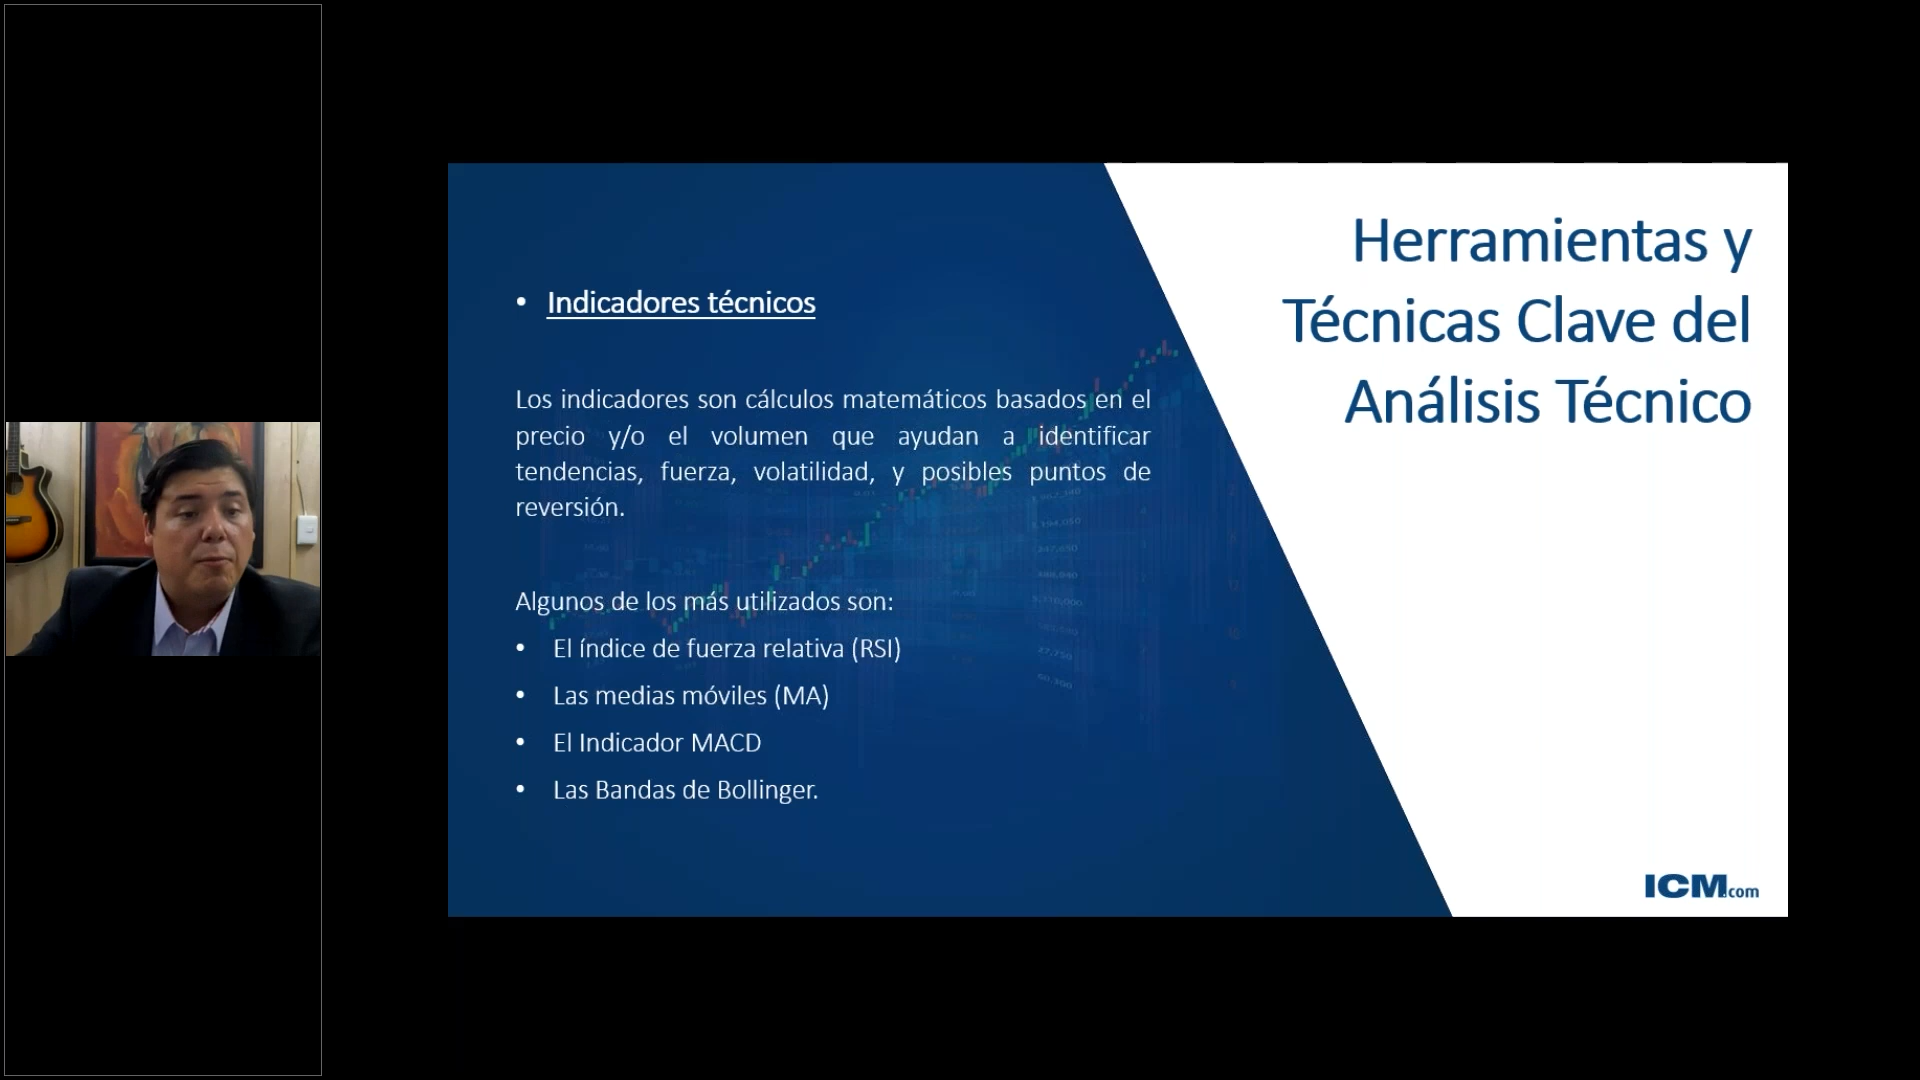 Herramientas y
Técnicas Clave del
Análisis Técnico
• Indicadores técnicos
Los indicadores son cálculos matemáticos basados en el
precio y/o el volumen que ayudan a identificar
tendencias, fuerza, volatilidad, y posibles puntos de
reversión.
Algunos de los más utilizados son:
• El índice de fuerza relativa (RSI)
• Las medias móviles (MA)
• El Indicador MACD
• Las Bandas de Bollinger.
ICM.com